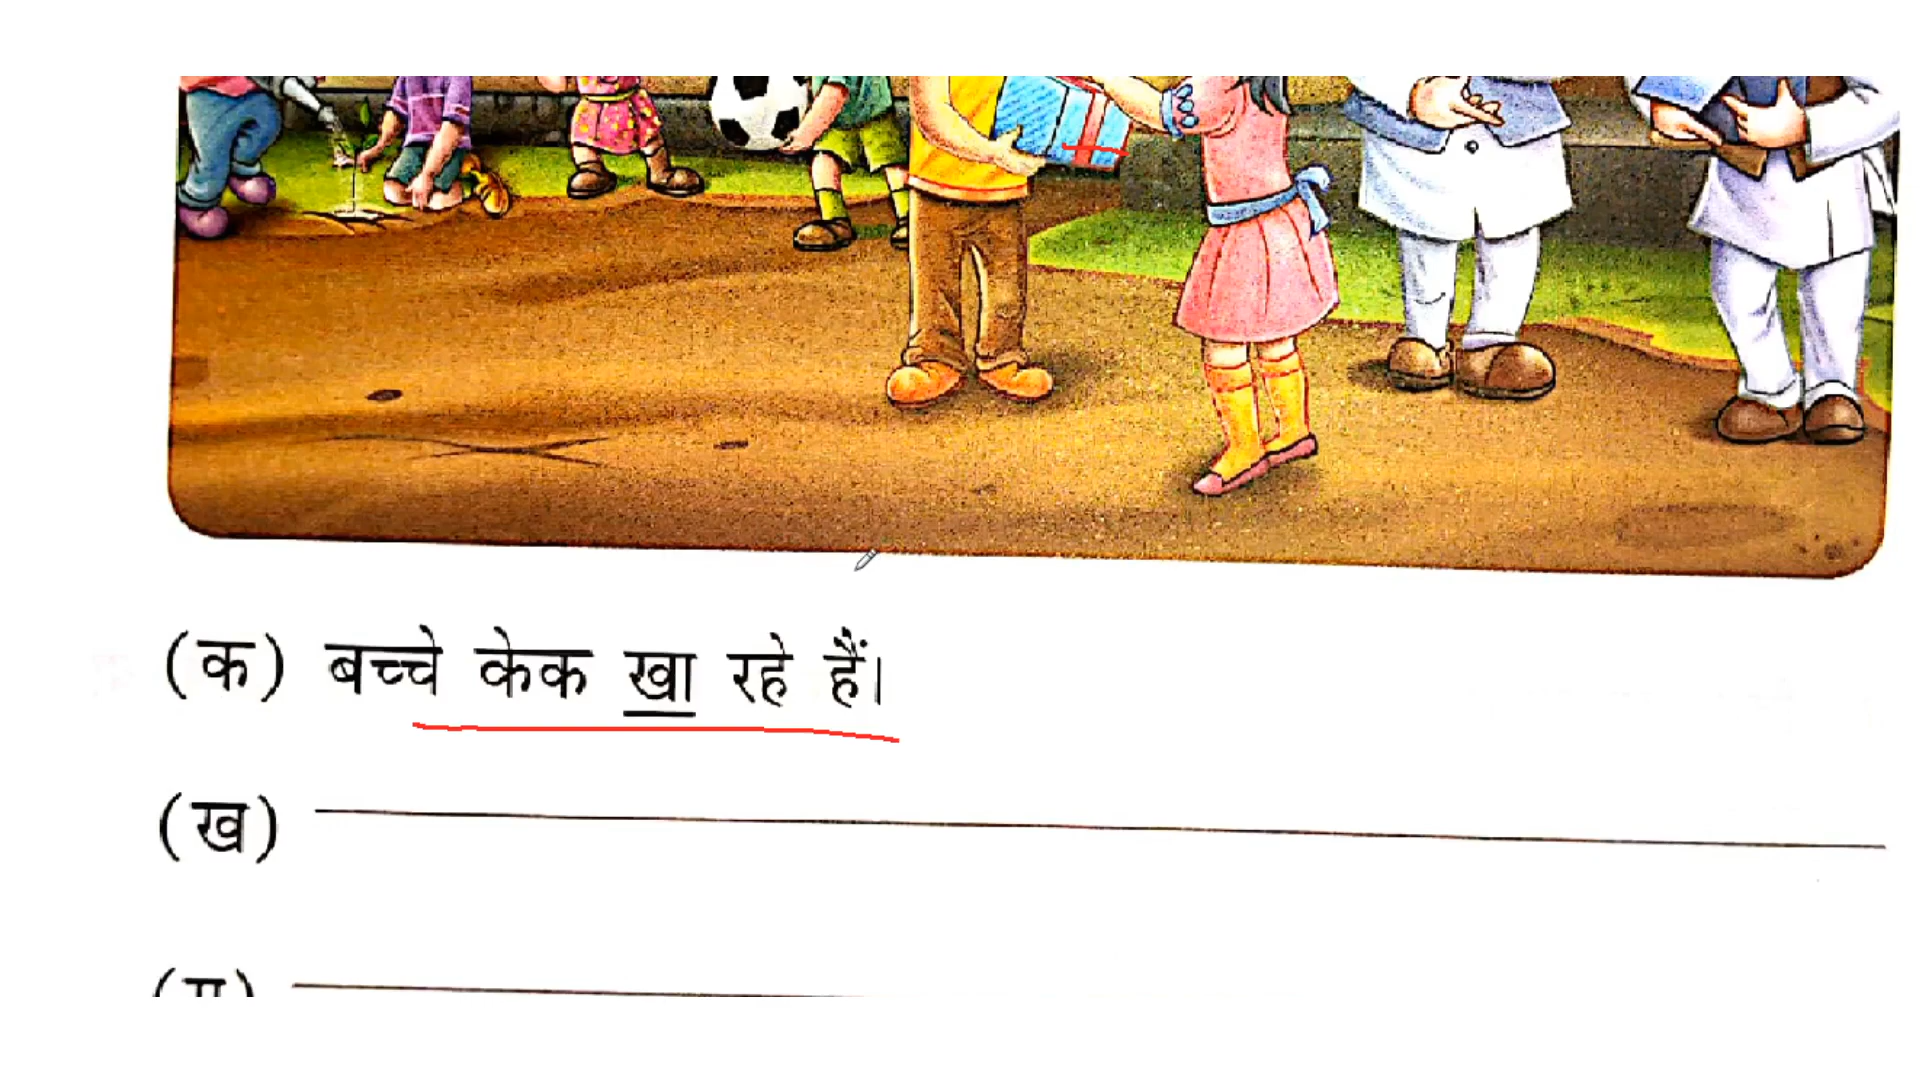 (क) बच्चे केक खा रहे हैं।
(ख)
(ग)